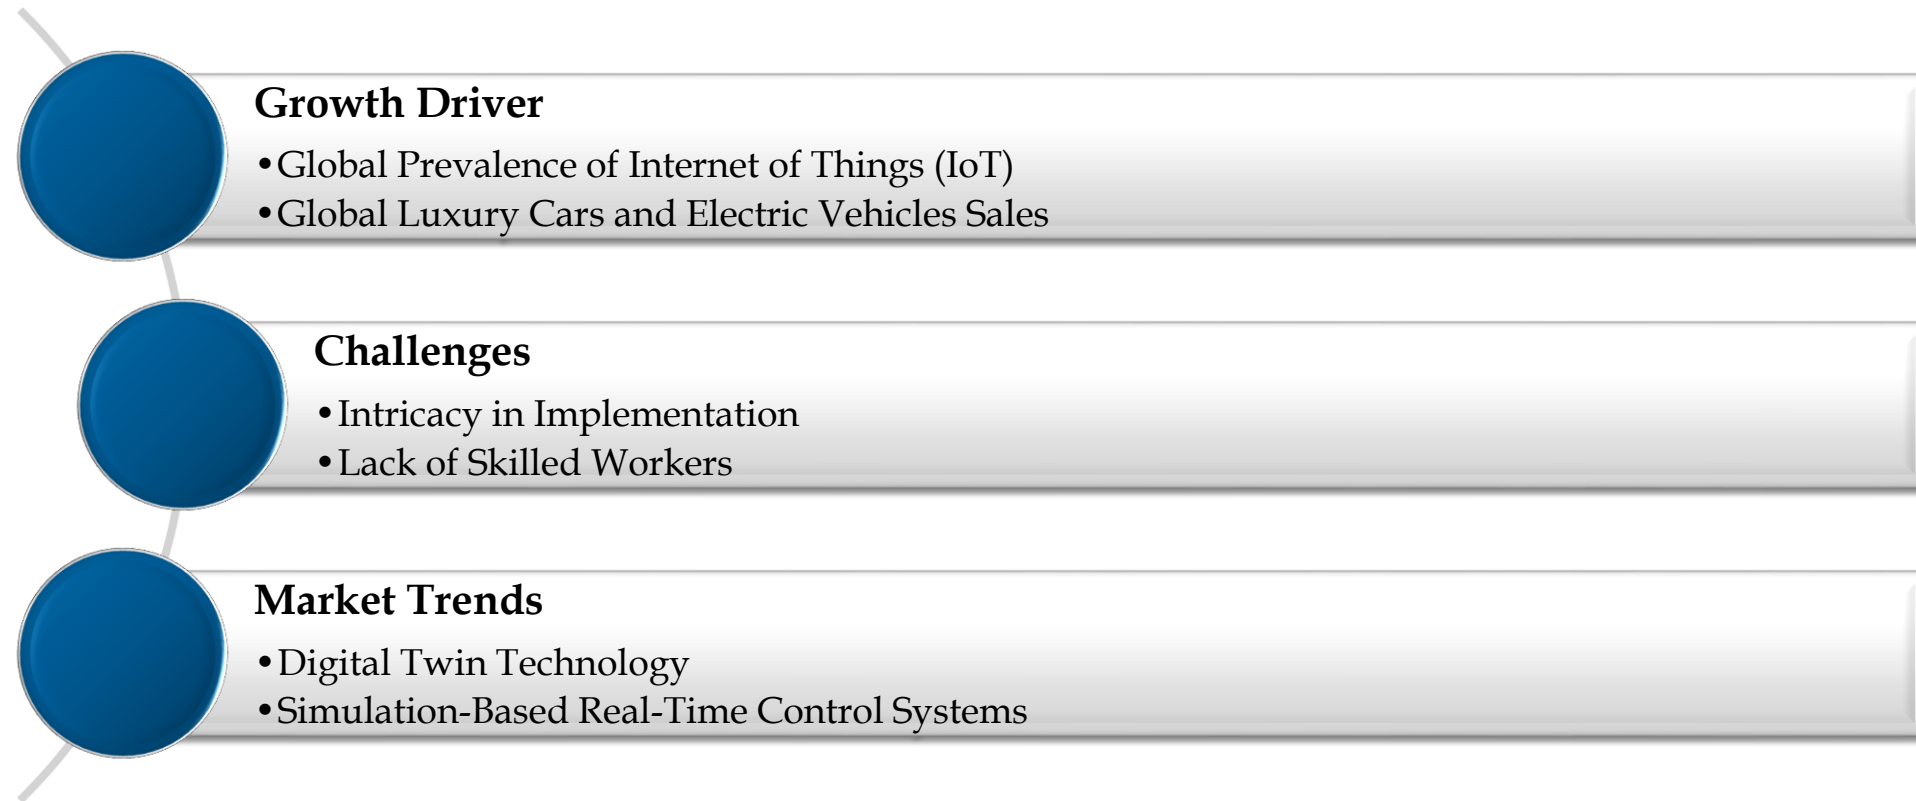 Growth Driver
•Global Prevalence of Internet of Things (IoT)
•Global Luxury Cars and Electric Vehicles Sales
Challenges
•Intricacy in Implementation
•Lack of Skilled Workers
Market Trends
•Digital Twin Technology
•Simulation-Based Real-Time Control Systems